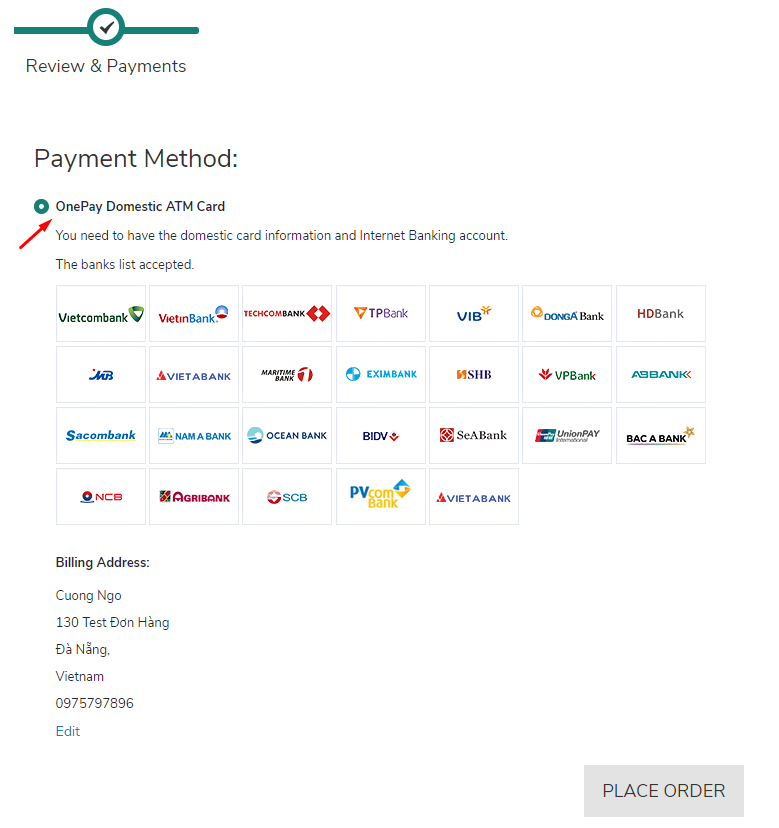 Review & Payments
Payment Method:
OnePay Domestic ATM Card
You need to have the domestic card information and Internet Banking account.
The banks list accepted.
Vietcombank VietinBank TECHCOMBANK TPBank VIB DONGA Bank HDBank
MB VIETABANK MARITIME BANK EXIMBANK SHB VPBank ABBANK
Sacombank NAM A BANK OCEAN BANK BIDV SeABank UnionPAY International BAC A BANK
NCB AGRIBANK SCB PVcom Bank VIETABANK
Billing Address:
Cuong Ngo
130 Test Đơn Hàng
Đà Nẵng,
Vietnam
0975797896
Edit
PLACE ORDER